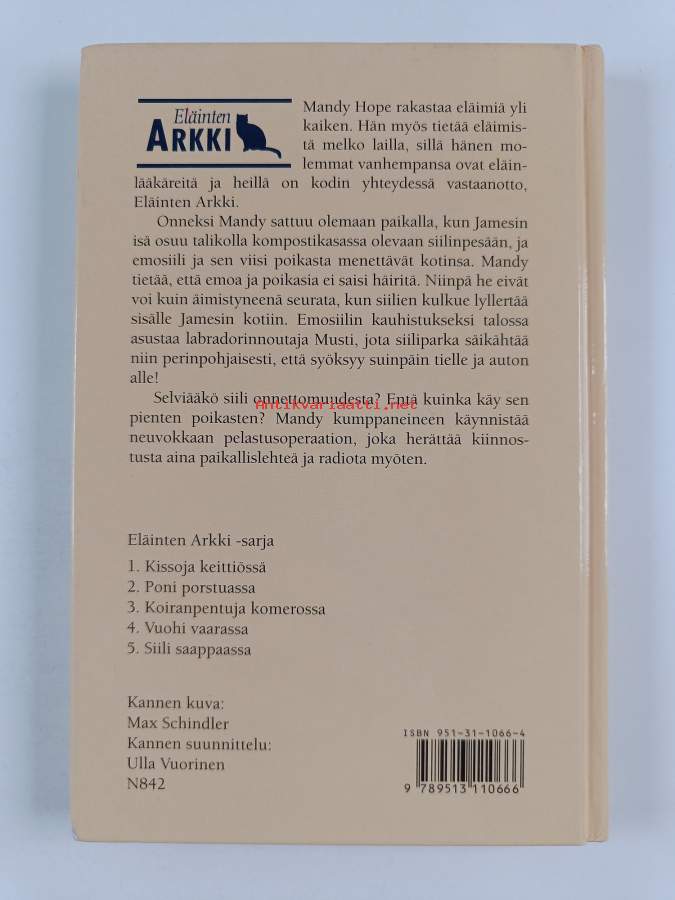 Eläinten
ARKKI
Mandy Hope rakastaa eläimiä yli
kaiken. Hän myös tietää eläimis-
tä melko lailla, sillä hänen mo-
lemmat vanhempansa ovat eläin-
lääkäreitä ja heillä on kodin yhteydessä vastaanotto,
Eläinten Arkki.
Onneksi Mandy sattuu olemaan paikalla, kun Jamesin
isä osuu talikolla kompostikasassa olevaan siilinpesään, ja
emosiili ja sen viisi poikasta menettävät kotinsa. Mandy
tietää, että emoa ja poikasia ei saisi häiritä. Niinpä he eivät
voi kuin äimistyneenä seurata, kun siilien kulkue lyllertää
sisälle Jamesin kotiin. Emosiilin kauhistukseksi talossa
asustaa labradorinnoutaja Musti, jota siiliparka säikähtää
niin perinpohjaisesti, että syöksyy suinpäin tielle ja auton
alle!
Selviääkö siili onnettomuudesta? Entä kuinka käy sen
Antikvariaatti.net
pienten poikasten? Mandy kumppaneineen käynnistää
neuvokkaan pelastusoperaation, joka herättää kiinnos-
tusta aina paikallislehteä ja radiota myöten.
Eläinten Arkki -sarja
1. Kissoja keittiössä
2. Poni porstuassa
3. Koiranpentuja komerossa
4. Vuohi vaarassa
5. Siili saappaassa
Kannen kuva:
Max Schindler
Kannen suunnittelu:
Ulla Vuorinen
N842
ISBN 951-31-1066-4
9 789513 110666